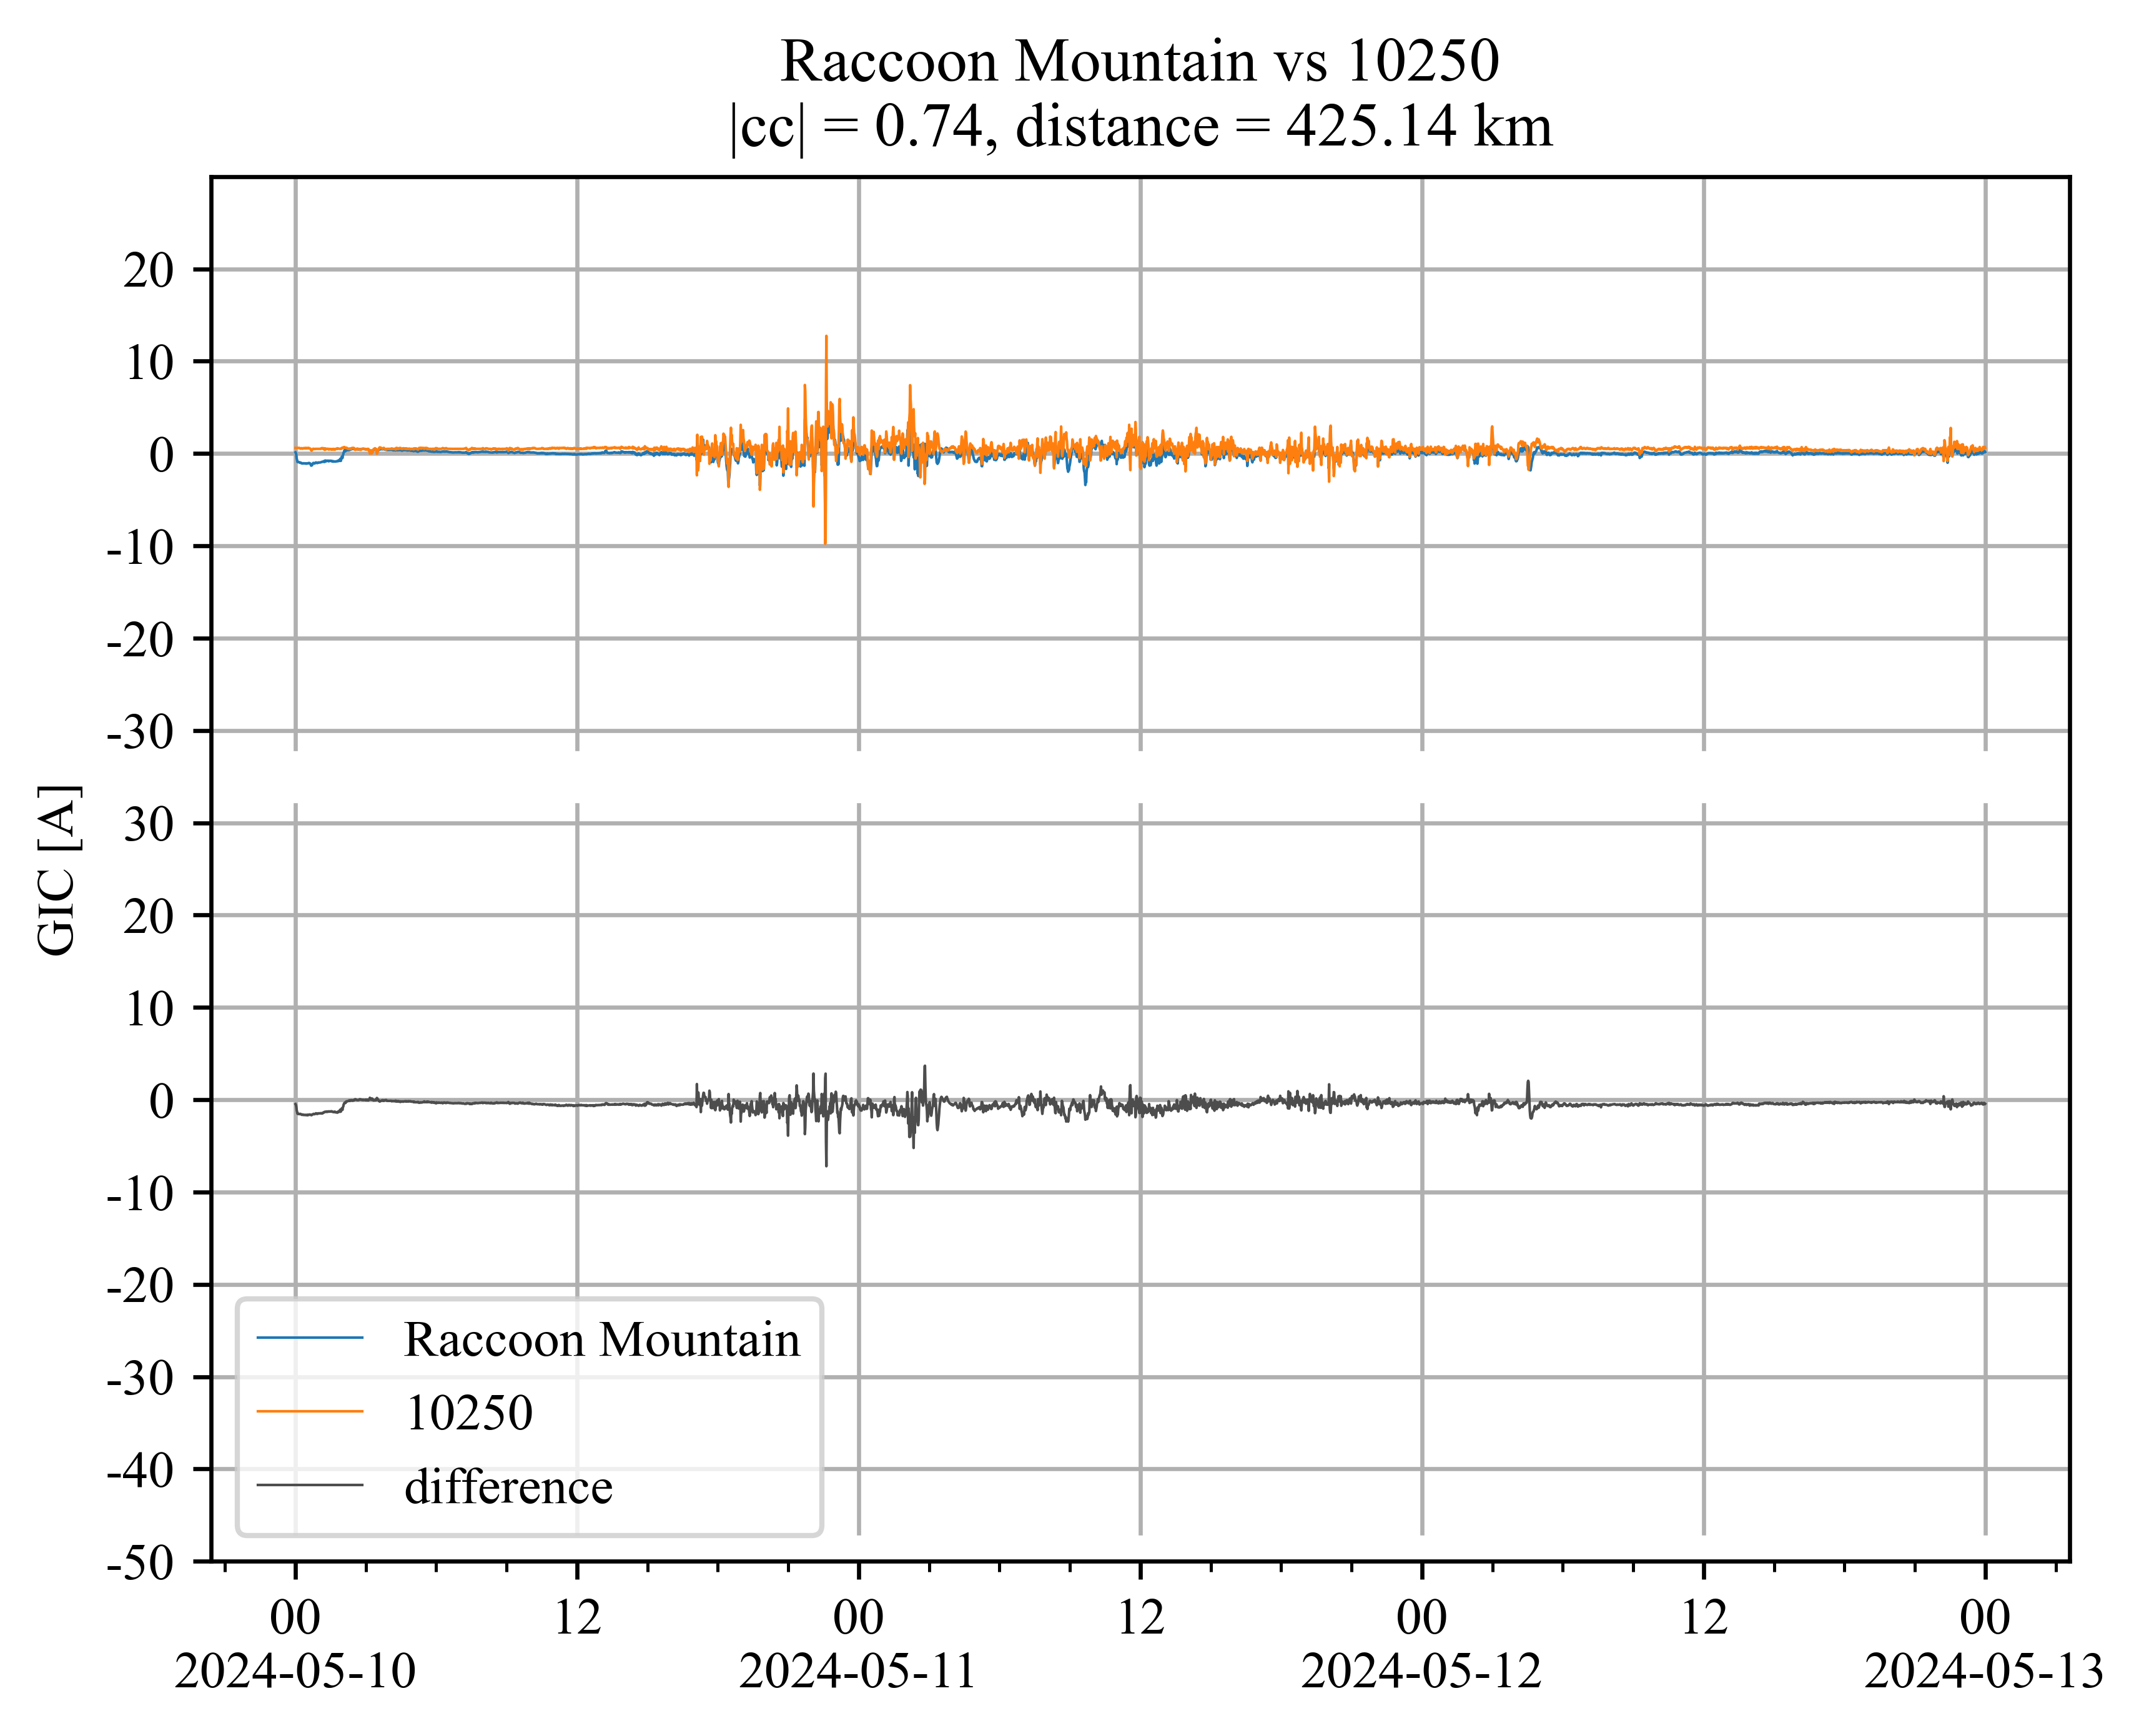 Raccoon Mountain vs 10250
|cc| = 0.74, distance = 425.14 km
GIC [A]
20
10
0
-10
-20
-30
30
20
10
0
-10
-20
-30
-40
-50
Raccoon Mountain
10250
difference
00 12 00 12 00 12 00
2024-05-10 2024-05-11 2024-05-12 2024-05-13